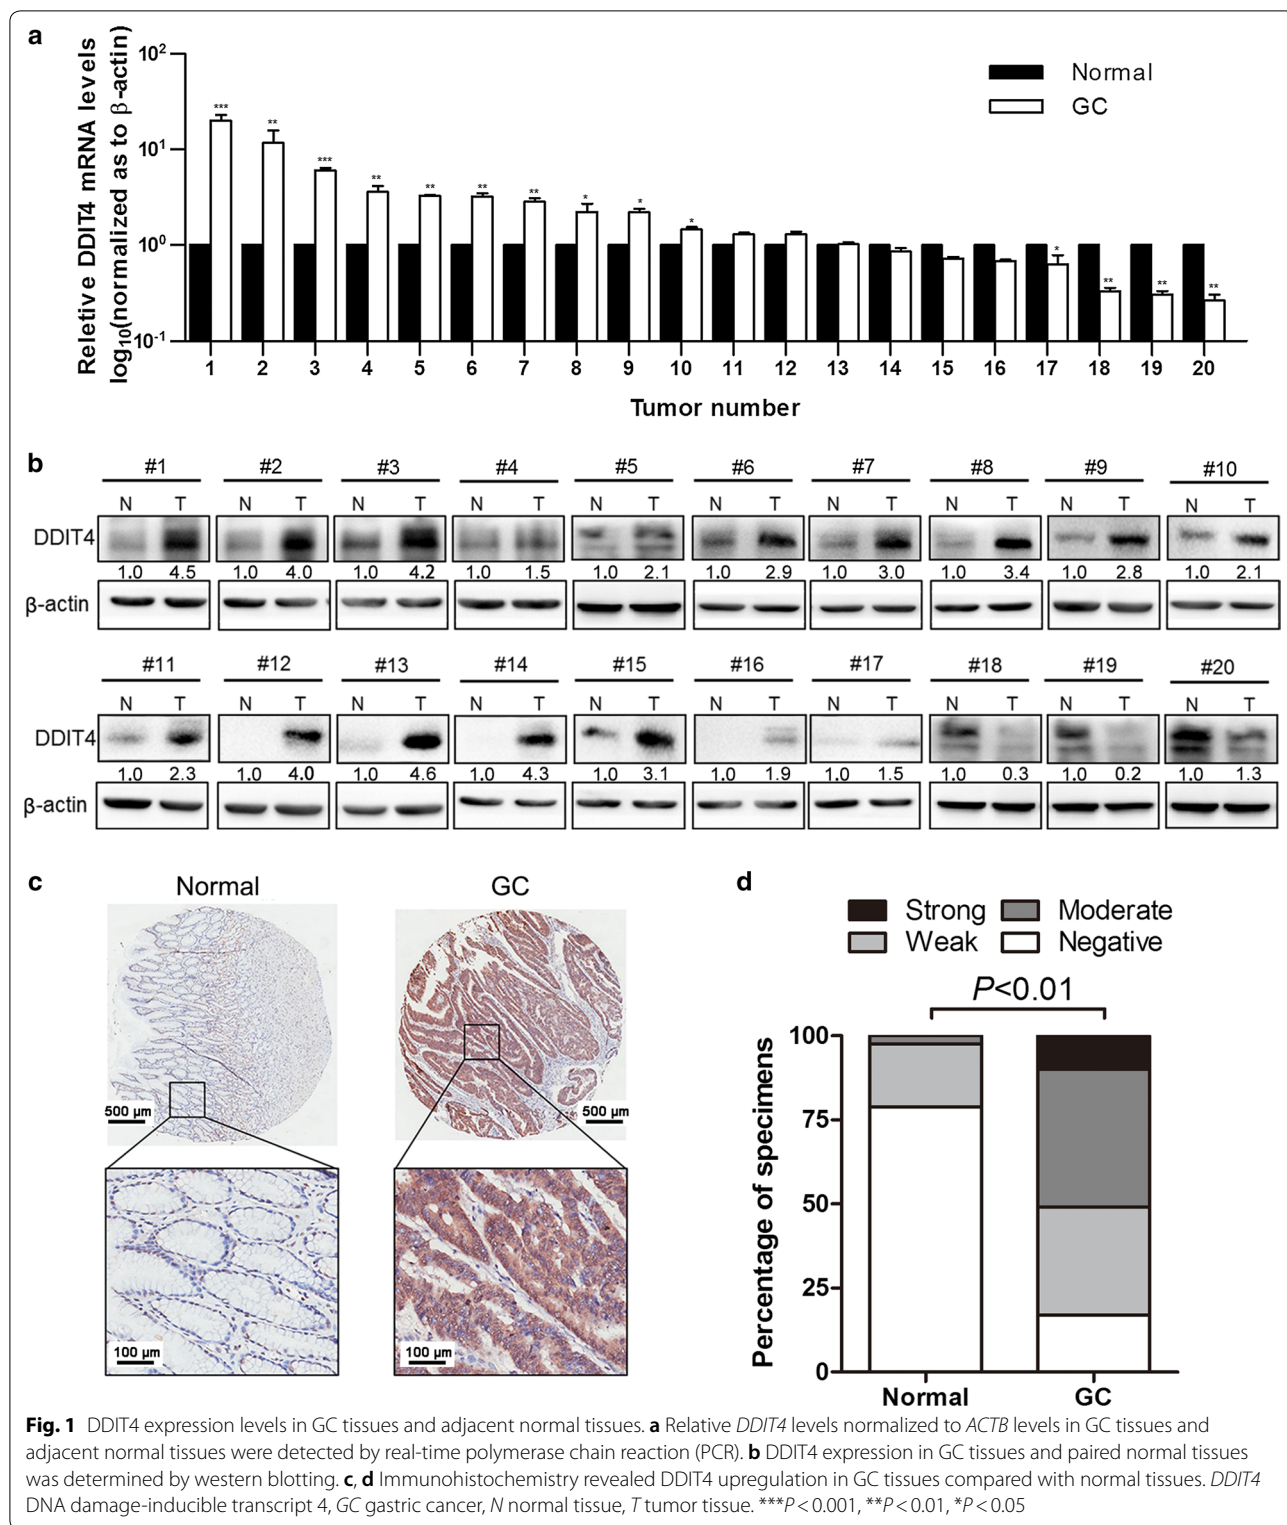 a
Reletive DDIT4 mRNA levels
log10(normalized as to β-actin)
10²
10¹
10⁰
10⁻¹
Normal
GC
*** ** *** ** ** ** ** * * * * ** ** **
1 2 3 4 5 6 7 8 9 10 11 12 13 14 15 16 17 18 19 20
Tumor number
b
#1 #2 #3 #4 #5 #6 #7 #8 #9 #10
N T N T N T N T N T N T N T N T N T N T
DDIT4
1.0 4.5 1.0 4.0 1.0 4.2 1.0 1.5 1.0 2.1 1.0 2.9 1.0 3.0 1.0 3.4 1.0 2.8 1.0 2.1
β-actin
#11 #12 #13 #14 #15 #16 #17 #18 #19 #20
N T N T N T N T N T N T N T N T N T N T
DDIT4
1.0 2.3 1.0 4.0 1.0 4.6 1.0 4.3 1.0 3.1 1.0 1.9 1.0 1.5 1.0 0.3 1.0 0.2 1.0 1.3
β-actin
c
Normal GC
500 µm 500 µm
100 µm 100 µm
d
Strong Moderate
Weak Negative
P<0.01
Percentage of specimens
100
75
50
25
0
Normal GC
Fig. 1 DDIT4 expression levels in GC tissues and adjacent normal tissues. a Relative DDIT4 levels normalized to ACTB levels in GC tissues and
adjacent normal tissues were detected by real-time polymerase chain reaction (PCR). b DDIT4 expression in GC tissues and paired normal tissues
was determined by western blotting. c, d Immunohistochemistry revealed DDIT4 upregulation in GC tissues compared with normal tissues. DDIT4
DNA damage-inducible transcript 4, GC gastric cancer, N normal tissue, T tumor tissue. ***P < 0.001, **P < 0.01, *P < 0.05